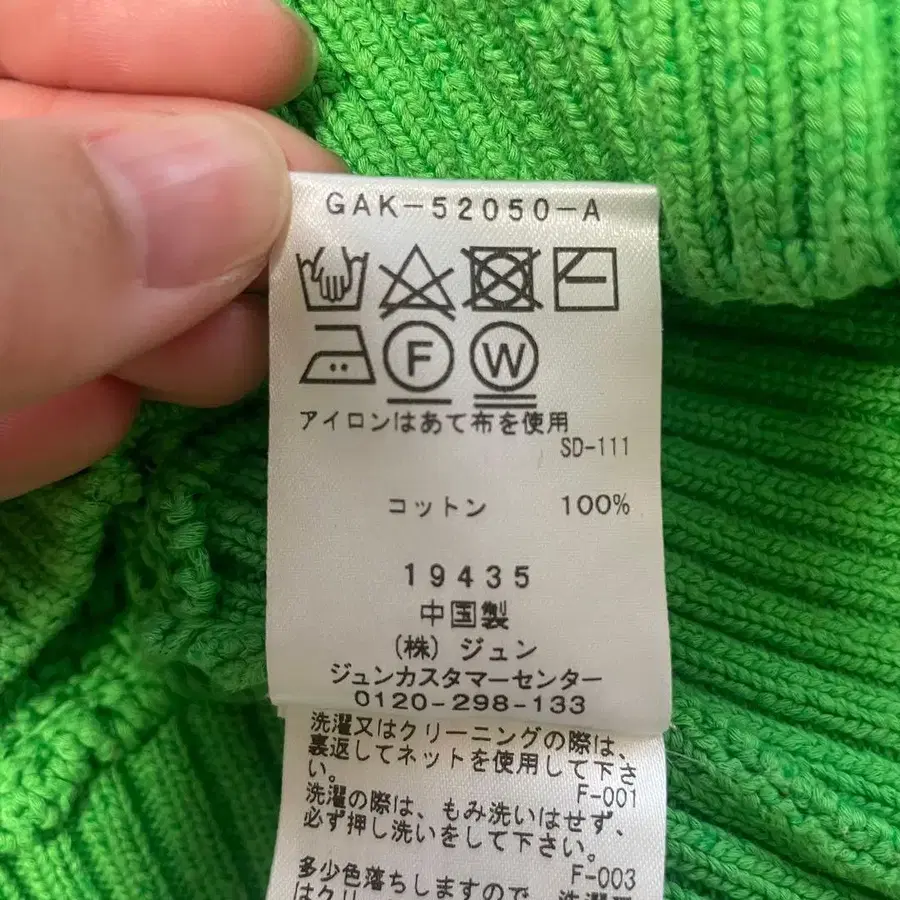 GAK-52050-A
F W
アイロンはあて布を使用
SD-111
コットン 100%
19435
中国製
(株) ジュン
ジュンカスタマーセンター
0120-298-133
洗濯又はクリーニングの際は、
裏返してネットを使用して下さ
い。
F-001
洗濯の際は、もみ洗いはせず、
必ず押し洗いをして下さい。
F-003
多少色落ちしますので、洗濯
はクリ